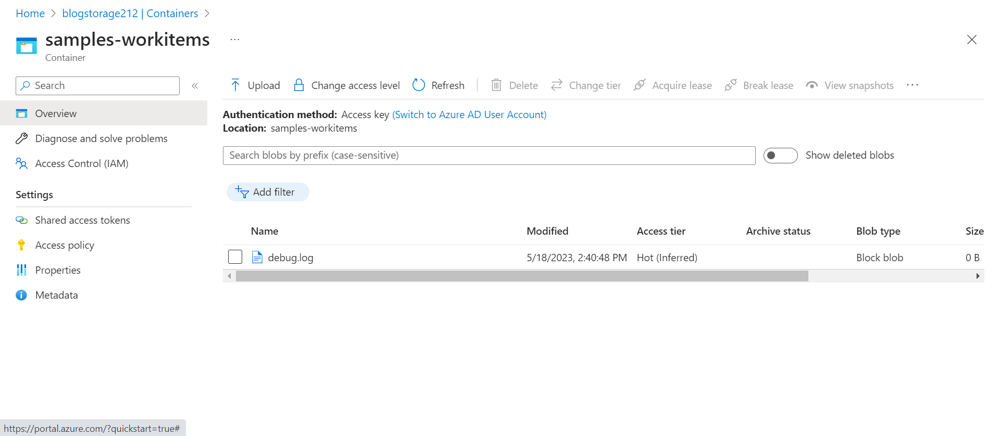 Home > blogstorage212 | Containers >
samples-workitems ...
Container
Search «
Overview
Diagnose and solve problems
Access Control (IAM)
Settings
Shared access tokens
Access policy
Properties
Metadata
Upload Change access level Refresh Delete Change tier Acquire lease Break lease View snapshots ...
Authentication method: Access key (Switch to Azure AD User Account)
Location: samples-workitems
Search blobs by prefix (case-sensitive) Show deleted blobs
Add filter
Name Modified Access tier Archive status Blob type Size
debug.log 5/18/2023, 2:40:48 PM Hot (Inferred) Block blob 0 B
https://portal.azure.com/?quickstart=true#